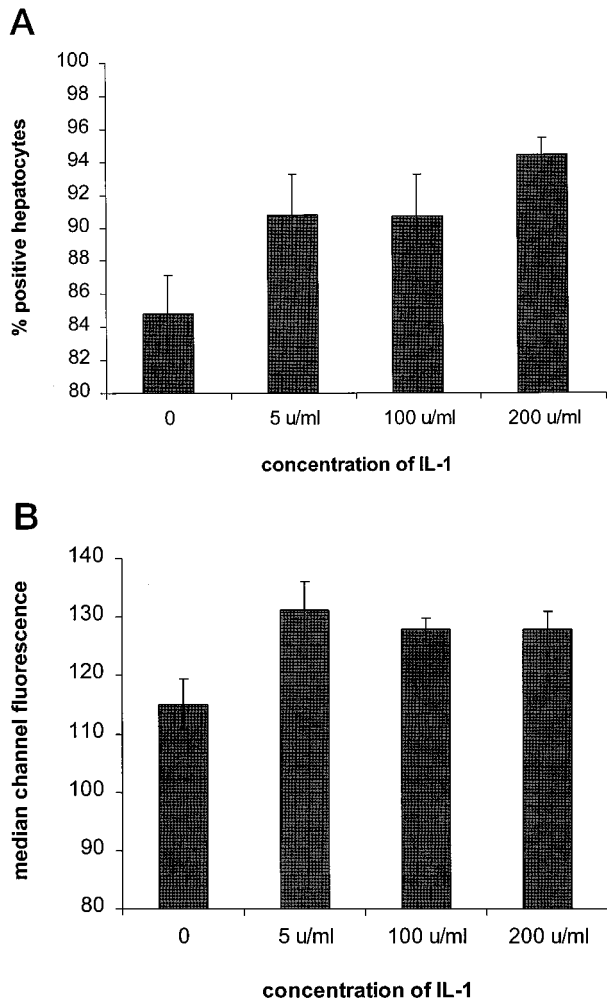 A
% positive hepatocytes
100
98
96
94
92
90
88
86
84
82
80
0 5 u/ml 100 u/ml 200 u/ml
concentration of IL-1
B
median channel fluorescence
140
130
120
110
100
90
80
0 5 u/ml 100 u/ml 200 u/ml
concentration of IL-1